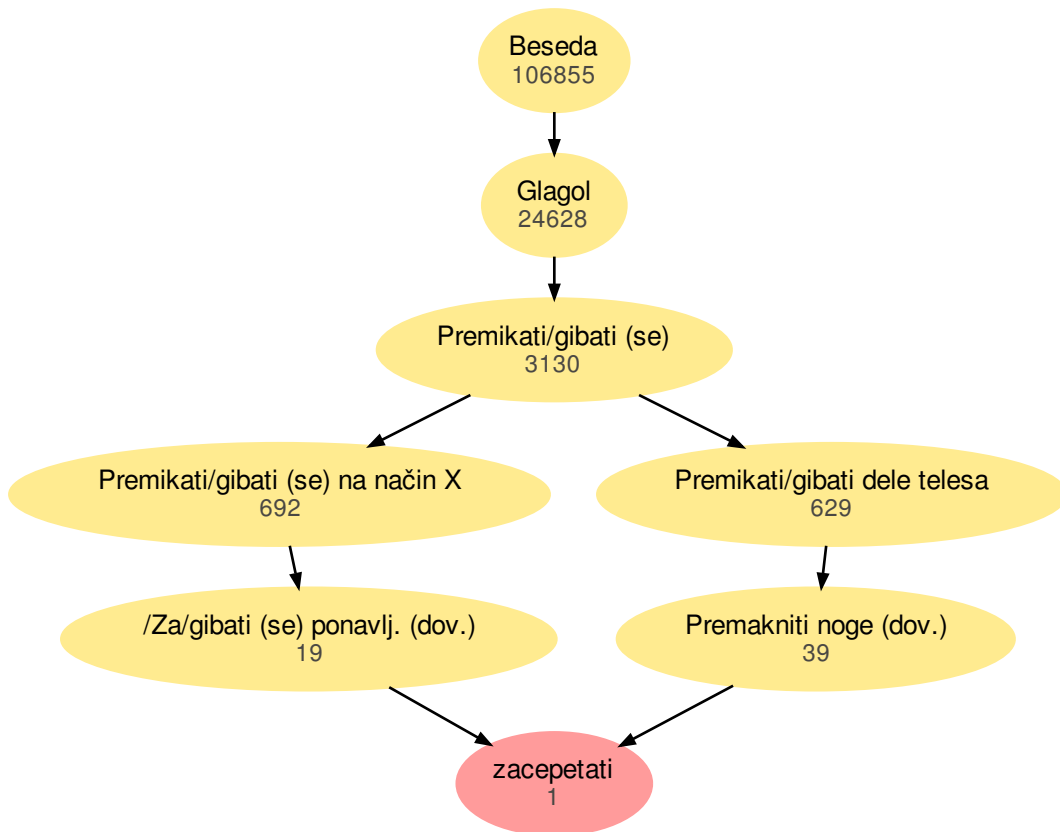 Beseda
106855
Glagol
24628
Premikati/gibati (se)
3130
Premikati/gibati (se) na način X
692
Premikati/gibati dele telesa
629
/Za/gibati (se) ponavlj. (dov.)
19
Premakniti noge (dov.)
39
zacepetati
1